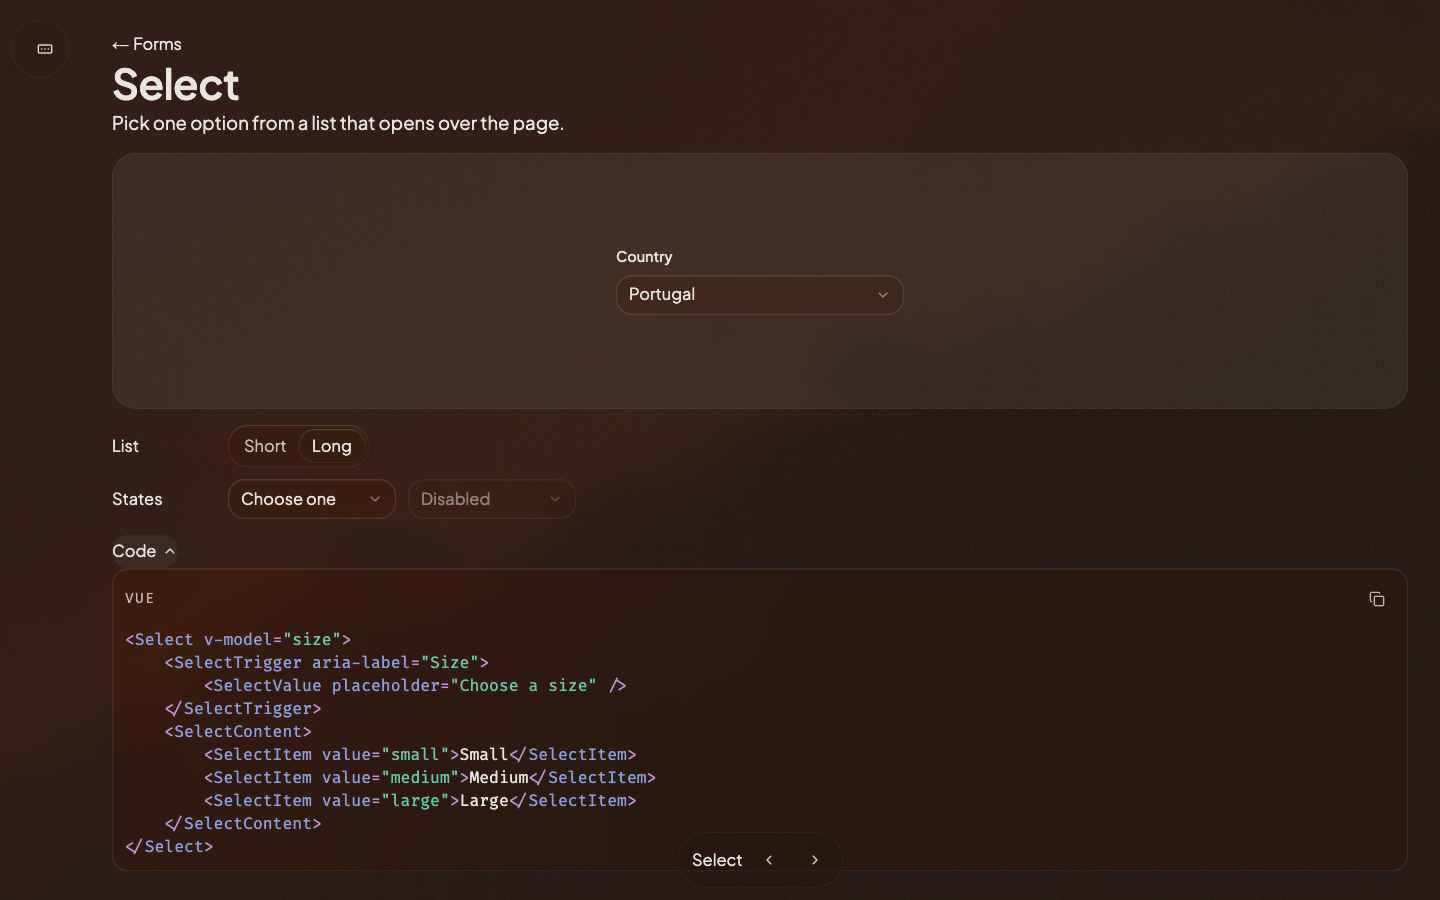 ← Forms
Select
Pick one option from a list that opens over the page.
Country
Portugal
List
Short
Long
States
Choose one
Disabled
Code
VUE
<Select v-model="size">
    <SelectTrigger aria-label="Size">
        <SelectValue placeholder="Choose a size" />
    </SelectTrigger>
    <SelectContent>
        <SelectItem value="small">Small</SelectItem>
        <SelectItem value="medium">Medium</SelectItem>
        <SelectItem value="large">Large</SelectItem>
    </SelectContent>
</Select>
Select